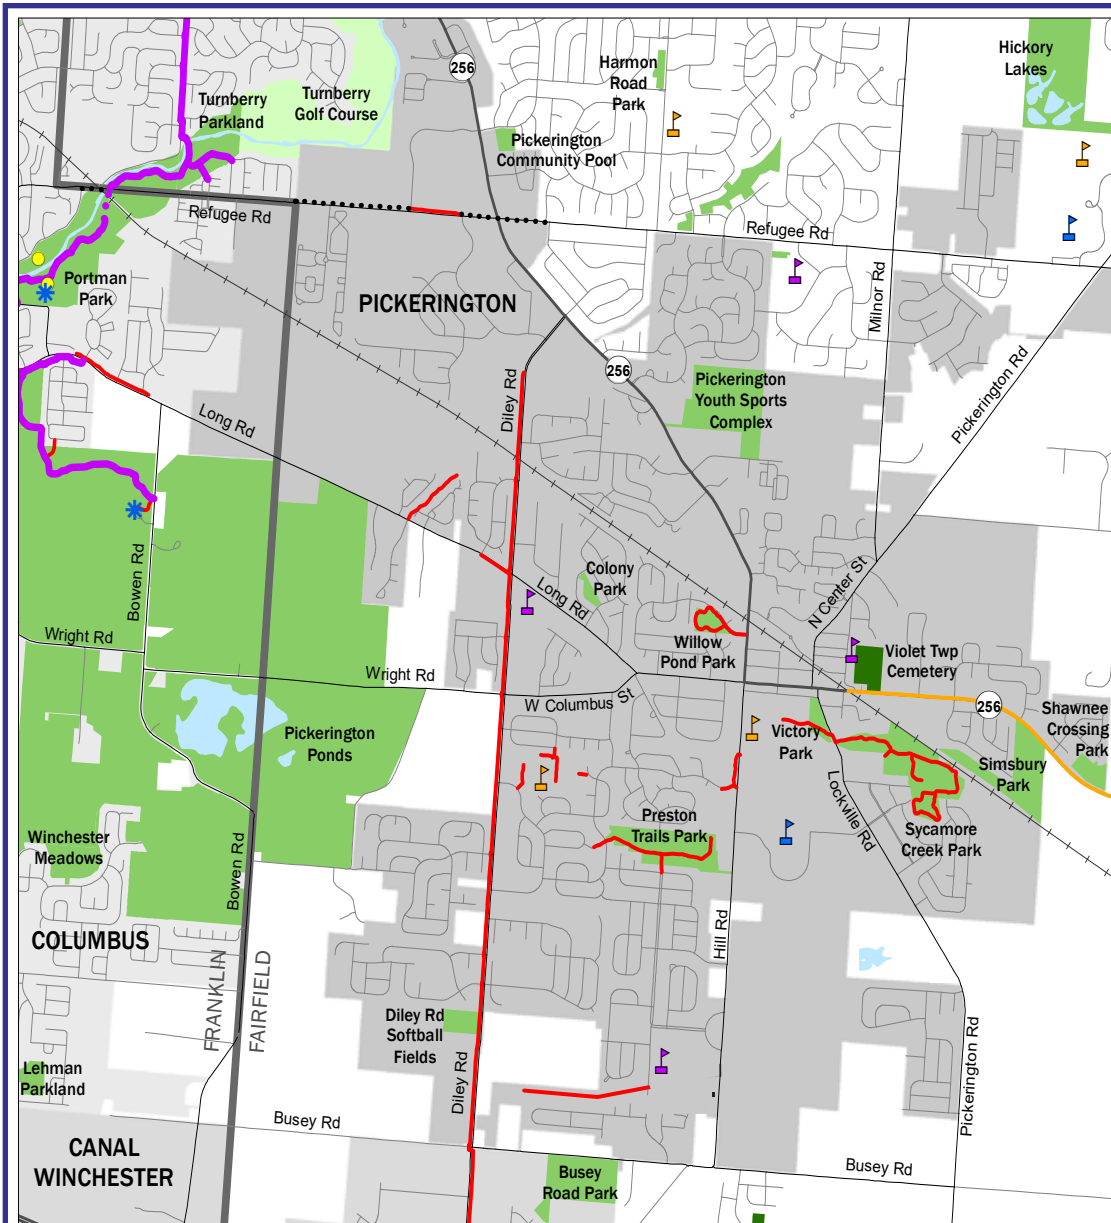 Hickory
Lakes
Harmon
Road
Park
256
Turnberry
Parkland
Turnberry
Golf Course
Pickerington
Community Pool
Refugee Rd
Refugee Rd
Portman
Park
PICKERINGTON
Milnor Rd
256
Pickerington
Youth Sports
Complex
Diley Rd
Pickerington Rd
Long Rd
Bowen Rd
Colony
Park
Long Rd
N Center St
Wright Rd
Willow
Pond Park
Violet Twp
Cemetery
Wright Rd
W Columbus St
256
Shawnee
Crossing
Park
Pickerington
Ponds
Victory
Park
Simsbury
Park
Lockville Rd
Preston
Trails Park
Sycamore
Creek Park
Winchester
Meadows
Bowen Rd
COLUMBUS
Hill Rd
FRANKLIN
FAIRFIELD
Diley Rd
Softball
Fields
Diley Rd
Pickerington Rd
Lehman
Parkland
Busey Rd
CANAL
WINCHESTER
Busey Rd
Busey
Road Park